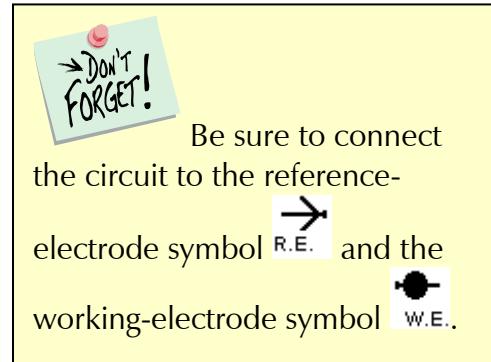 →DON'T
FORGET!
Be sure to connect
the circuit to the reference-
electrode symbol R.E. and the
working-electrode symbol W.E.